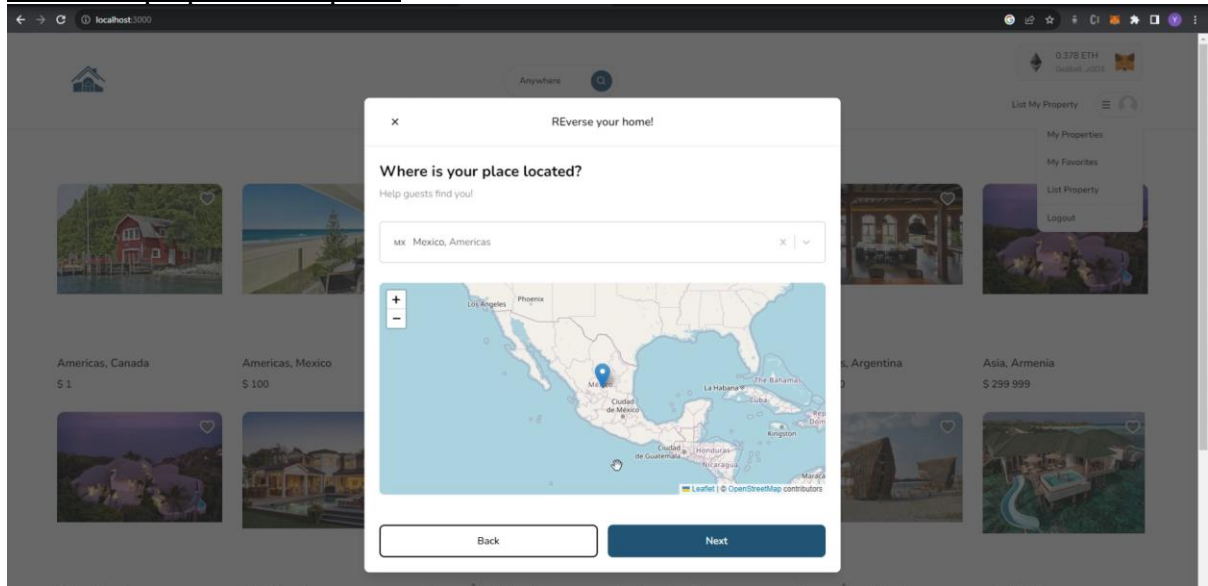 localhost:3000
Anywhere
0.378 ETH
List My Property
My Properties
My Favorites
List Property
Logout
×
REverse your home!
Where is your place located?
Help guests find you!
MX Mexico, Americas
+
−
Los Angeles
Phoenix
México
Ciudad
de México
La Habana
The Bahamas
Cuba
Kingston
Rep
Dom
Ciudad
de Guatemala
Honduras
Nicaragua
Maraca
Leaflet | © OpenStreetMap contributors
Back
Next
Americas, Canada
$ 1
Americas, Mexico
$ 100
s, Argentina
Asia, Armenia
$ 299 999